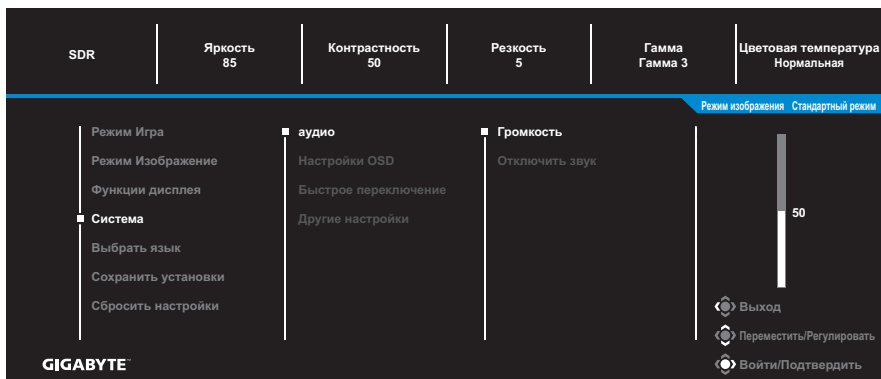 SDR
Яркость
85
Контрастность
50
Резкость
5
Гамма
Гамма 3
Цветовая температура
Нормальная
Режим изображения Стандартный режим
Режим Игра
Режим Изображение
Функции дисплея
Система
Выбрать язык
Сохранить установки
Сбросить настройки
аудио
Настройки OSD
Быстрое переключение
Другие настройки
Громкость
Отключить звук
50
Выход
Переместить/Регулировать
Войти/Подтвердить
GIGABYTE™